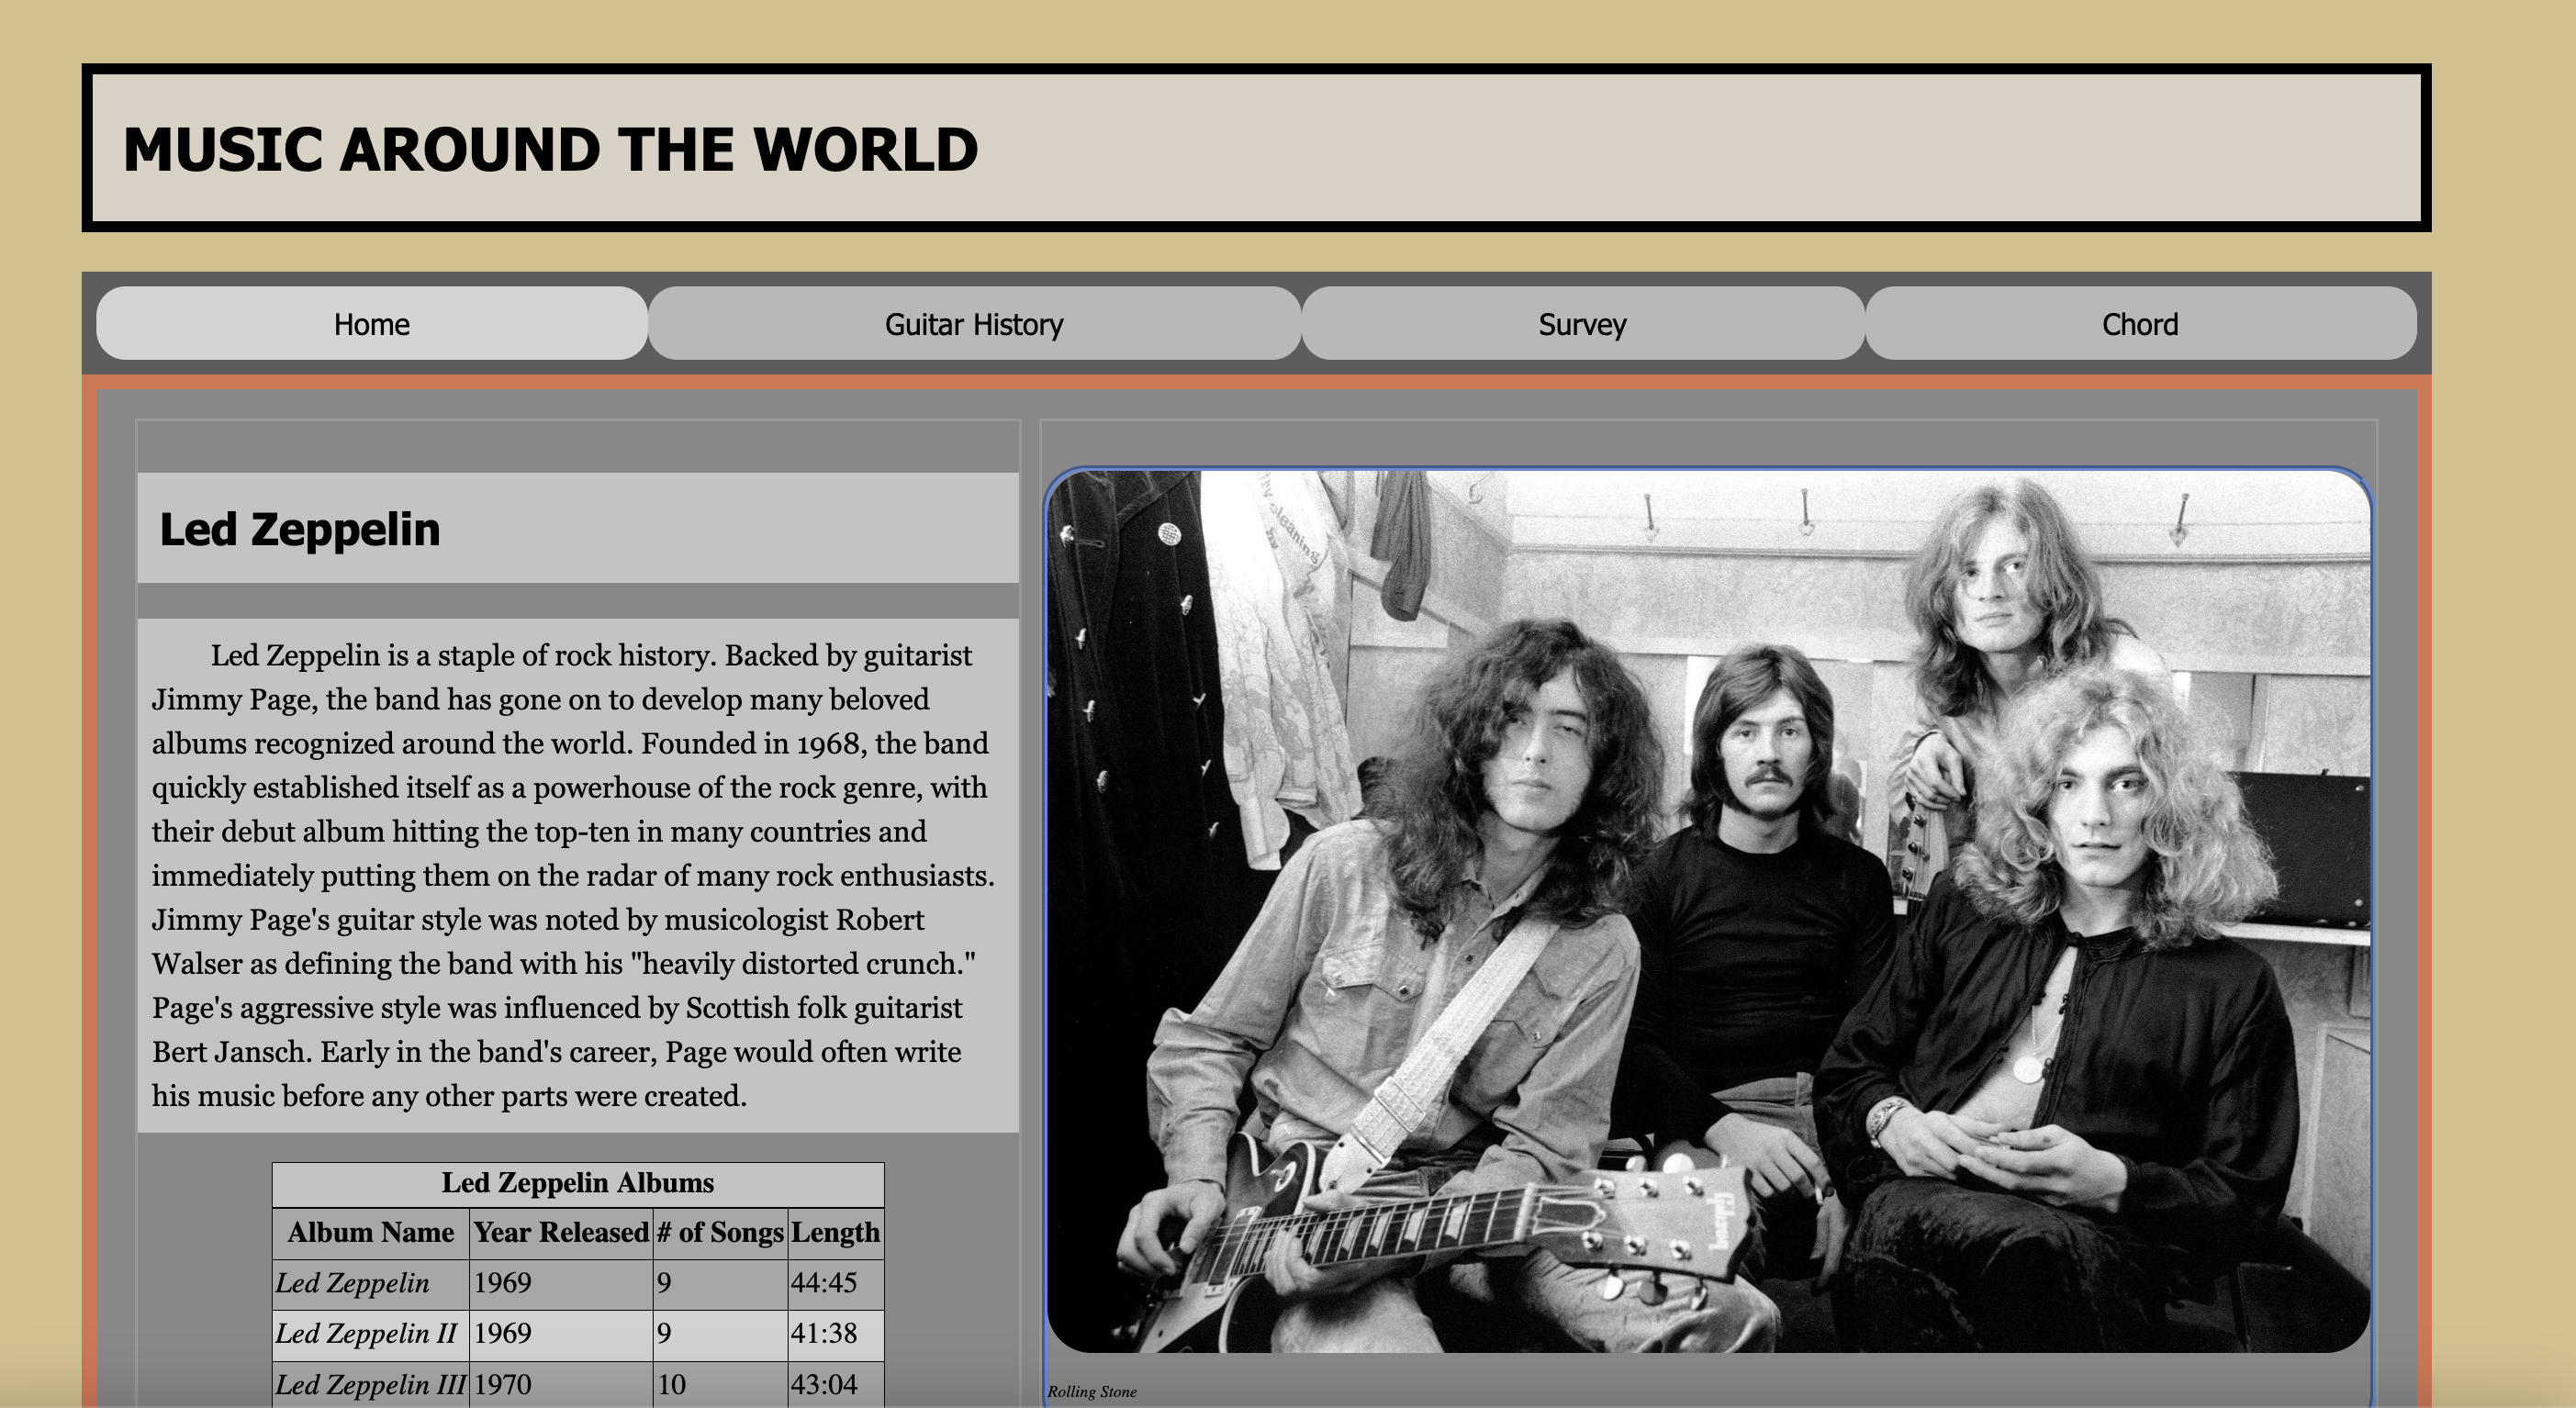 MUSIC AROUND THE WORLD
Home
Guitar History
Survey
Chord
Led Zeppelin
Led Zeppelin is a staple of rock history. Backed by guitarist
Jimmy Page, the band has gone on to develop many beloved
albums recognized around the world. Founded in 1968, the band
quickly established itself as a powerhouse of the rock genre, with
their debut album hitting the top-ten in many countries and
immediately putting them on the radar of many rock enthusiasts.
Jimmy Page's guitar style was noted by musicologist Robert
Walser as defining the band with his "heavily distorted crunch."
Page's aggressive style was influenced by Scottish folk guitarist
Bert Jansch. Early in the band's career, Page would often write
his music before any other parts were created.
Led Zeppelin Albums
Album Name Year Released # of Songs Length
Led Zeppelin 1969 9 44:45
Led Zeppelin II 1969 9 41:38
Led Zeppelin III 1970 10 43:04
cleaning
by
Gibson
Rolling Stone